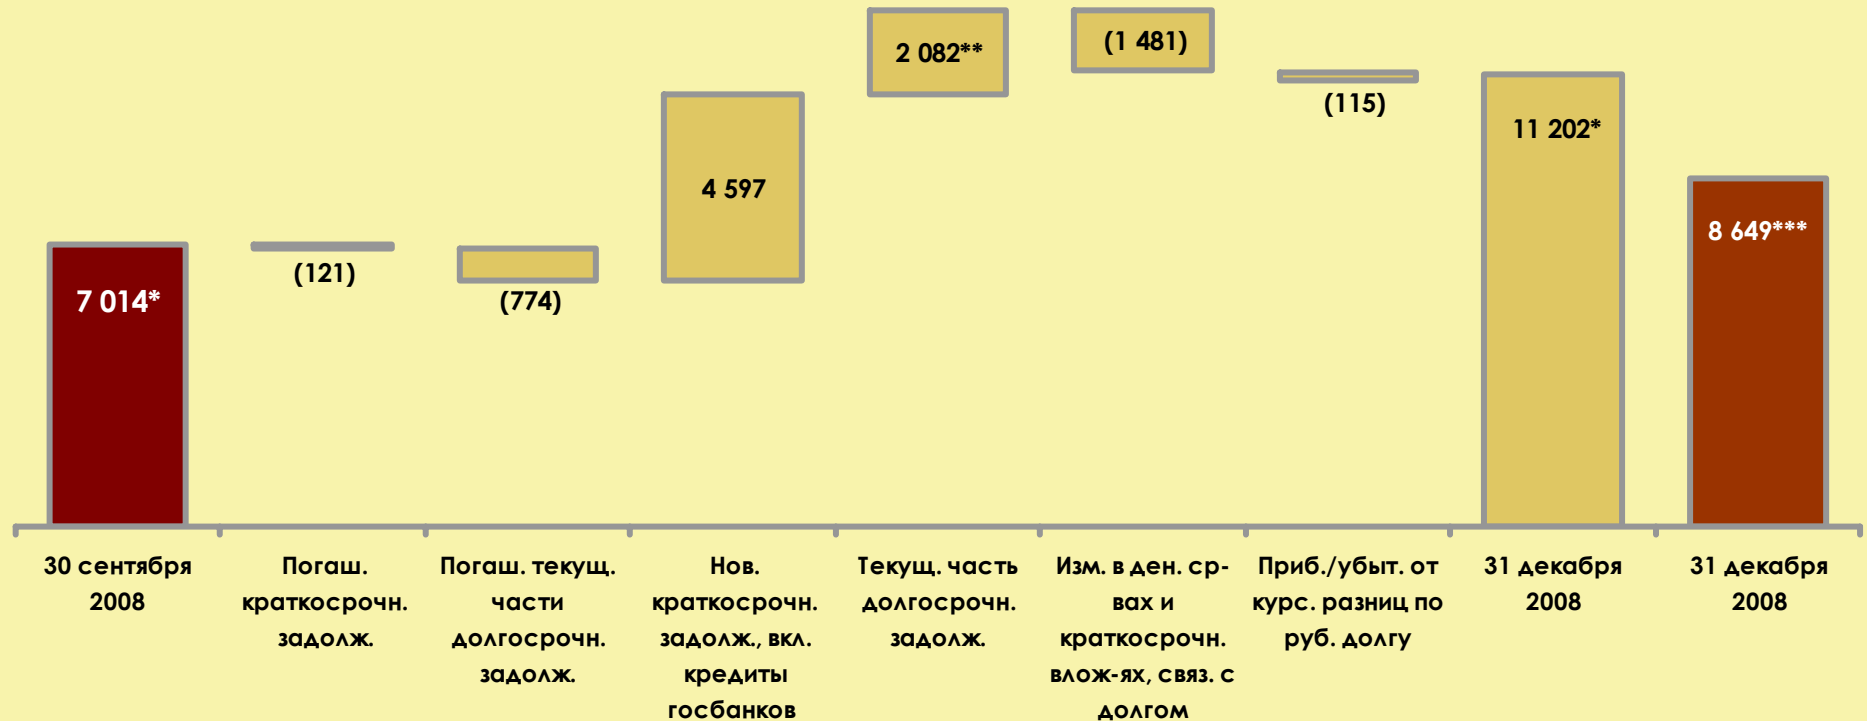 2 082**
(1 481)
(115)
11 202*
4 597
8 649***
(121)
(774)
7 014*
30 сентября
2008
Погаш.
краткосрочн.
задолж.
Погаш. текущ.
части
долгосрочн.
задолж.
Нов.
краткосрочн.
задолж., вкл.
кредиты
госбанков
Текущ. часть
долгосрочн.
задолж.
Изм. в ден. ср-
вах и
краткосрочн.
влож-ях, связ. с
долгом
Приб./убыт. от
курс. разниц по
руб. долгу
31 декабря
2008
31 декабря
2008